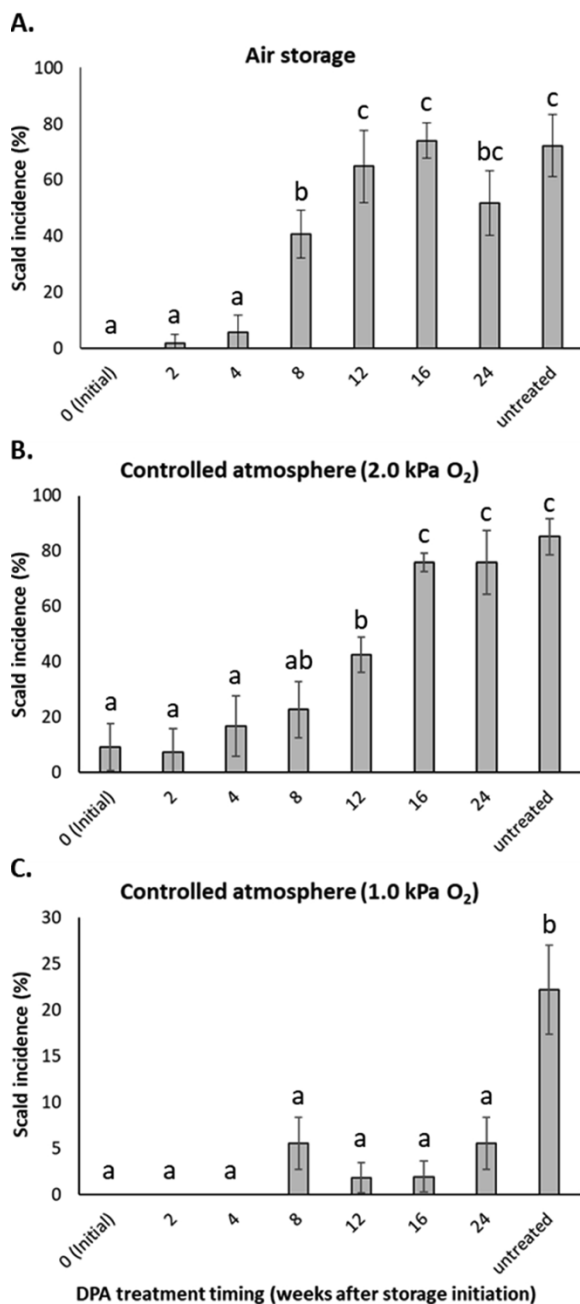 A.
Air storage
Scald incidence (%)
100
80
60
40
20
0
a
a
a
b
c
c
bc
c
0 (Initial)
2
4
8
12
16
24
untreated
B.
Controlled atmosphere (2.0 kPa O₂)
Scald incidence (%)
100
80
60
40
20
0
a
a
a
ab
b
c
c
c
0 (Initial)
2
4
8
12
16
24
untreated
C.
Controlled atmosphere (1.0 kPa O₂)
Scald incidence (%)
30
25
20
15
10
5
0
a
a
a
a
a
a
a
b
0 (Initial)
2
4
8
12
16
24
untreated
DPA treatment timing (weeks after storage initiation)